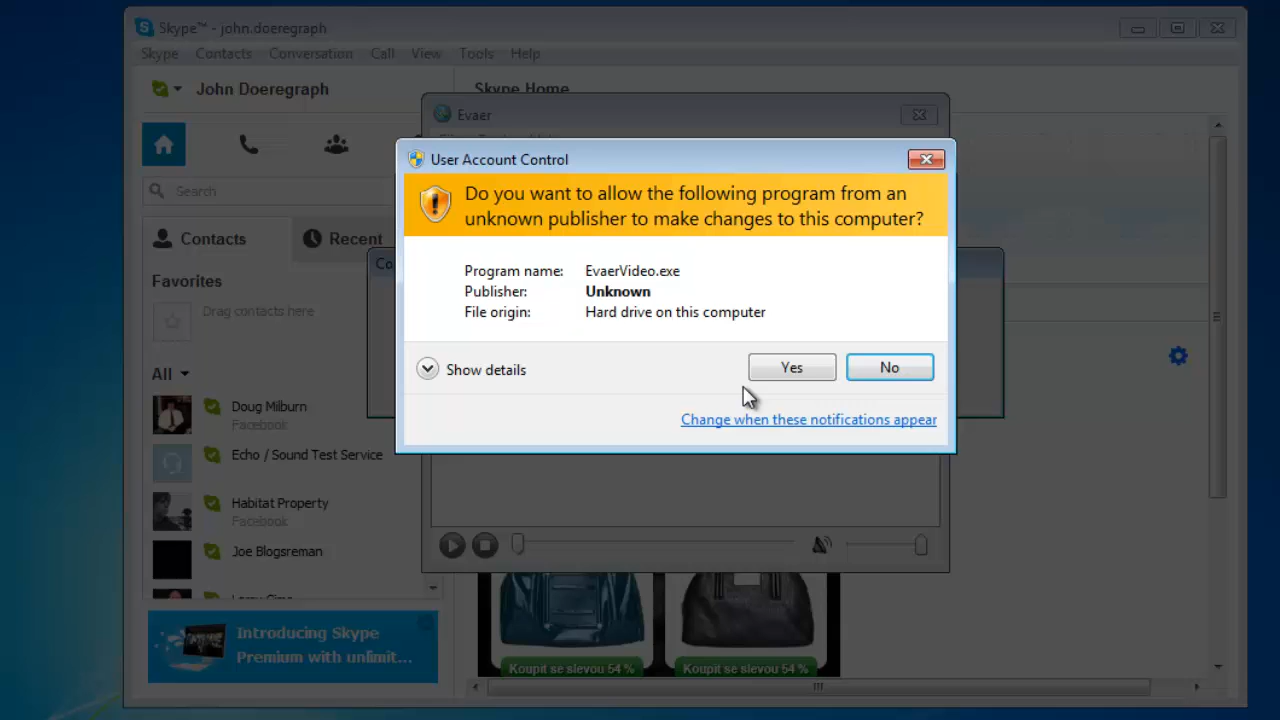 Skype™ - john.doeregraph
Skype Contacts Conversation Call View Tools Help
John Doeregraph
Skype Home
Search
Contacts
Recent
Favorites
Drag contacts here
All
Doug Milburn
Facebook
Echo / Sound Test Service
Habitat Property
Facebook
Joe Blogsreman
Introducing Skype
Premium with unlimit...
Evaer
Co
User Account Control
Do you want to allow the following program from an
unknown publisher to make changes to this computer?
Program name: EvaerVideo.exe
Publisher: Unknown
File origin: Hard drive on this computer
Show details
Yes
No
Change when these notifications appear
Koupit se slevou 54 %
Koupit se slevou 54 %